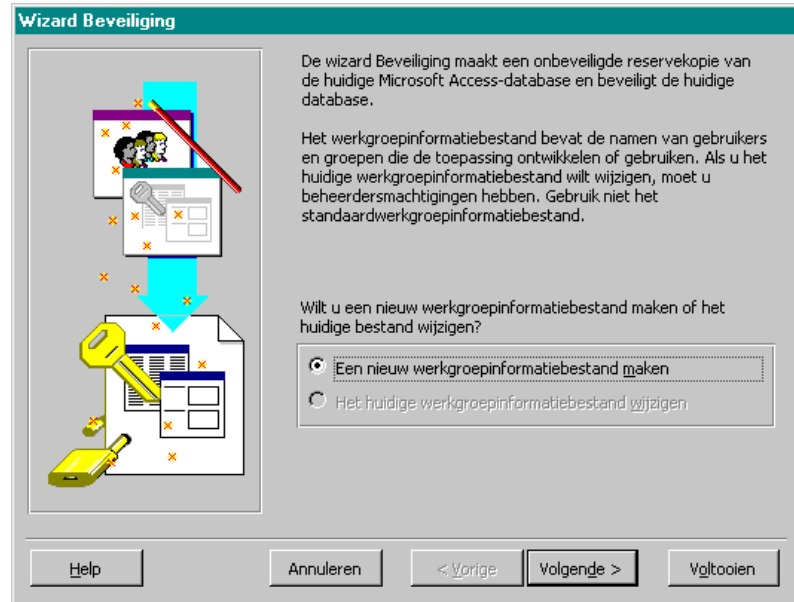 Wizard Beveiliging
De wizard Beveiliging maakt een onbeveiligde reservekopie van
de huidige Microsoft Access-database en beveiligt de huidige
database.
Het werkgroepinformatiebestand bevat de namen van gebruikers
en groepen die de toepassing ontwikkelen of gebruiken. Als u het
huidige werkgroepinformatiebestand wilt wijzigen, moet u
beheerdersmachtigingen hebben. Gebruik niet het
standaardwerkgroepinformatiebestand.
Wilt u een nieuw werkgroepinformatiebestand maken of het
huidige bestand wijzigen?
Een nieuw werkgroepinformatiebestand maken
Het huidige werkgroepinformatiebestand wijzigen
Help
Annuleren
< Vorige
Volgende >
Voltooien